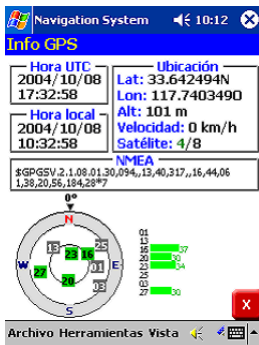 Navigation System 10:12
Info GPS
Hora UTC
2004/10/08
17:32:58
Hora local
2004/10/08
10:32:58
Ubicación
Lat: 33.642494N
Lon: 117.7403490
Alt: 101 m
Velocidad: 0 km/h
Satélite: 4/8
NMEA
$GPGSV.2,1.08.01.30,094,,13,40,317,,16,44,06
1,38,20,56,184,28*7
0°
N
W
E
S
13
23
16
25
27
01
20
03
01
13
16 37
20 30
23 34
25
03
27 30
X
Archivo Herramientas Vista